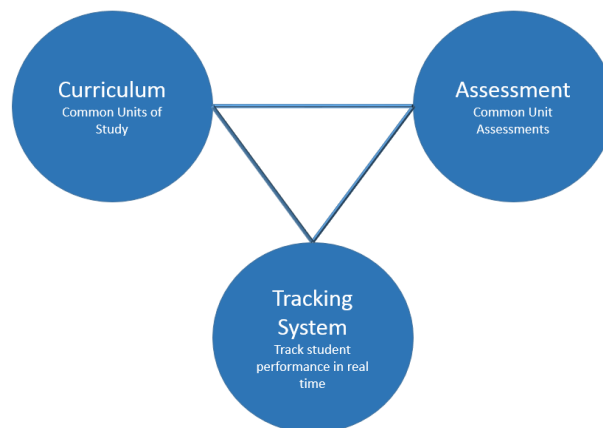 Curriculum
Common Units of
Study
Assessment
Common Unit
Assessments
Tracking
System
Track student
performance in real
time